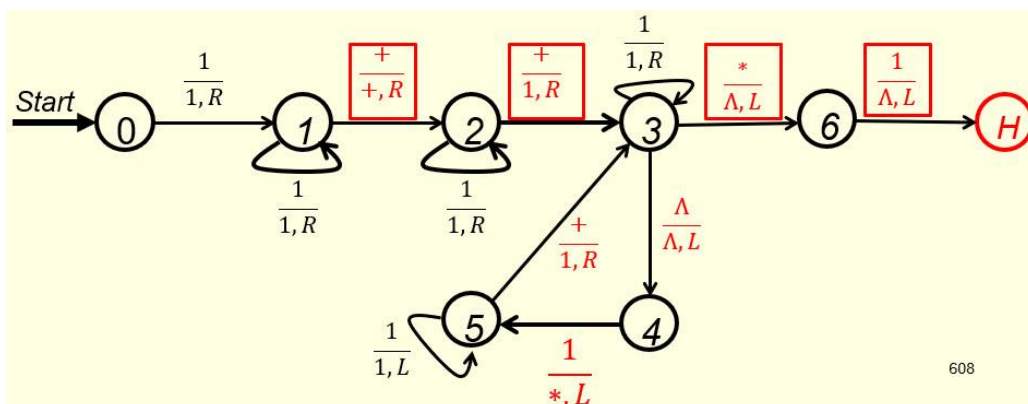 Start
0
1
1, R
1
1
1, R
+
+, R
2
1
1, R
+
1, R
3
1
1, R
*
Λ, L
6
1
Λ, L
H
+
1, R
Λ
Λ, L
5
1
1, L
1
*, L
4
608